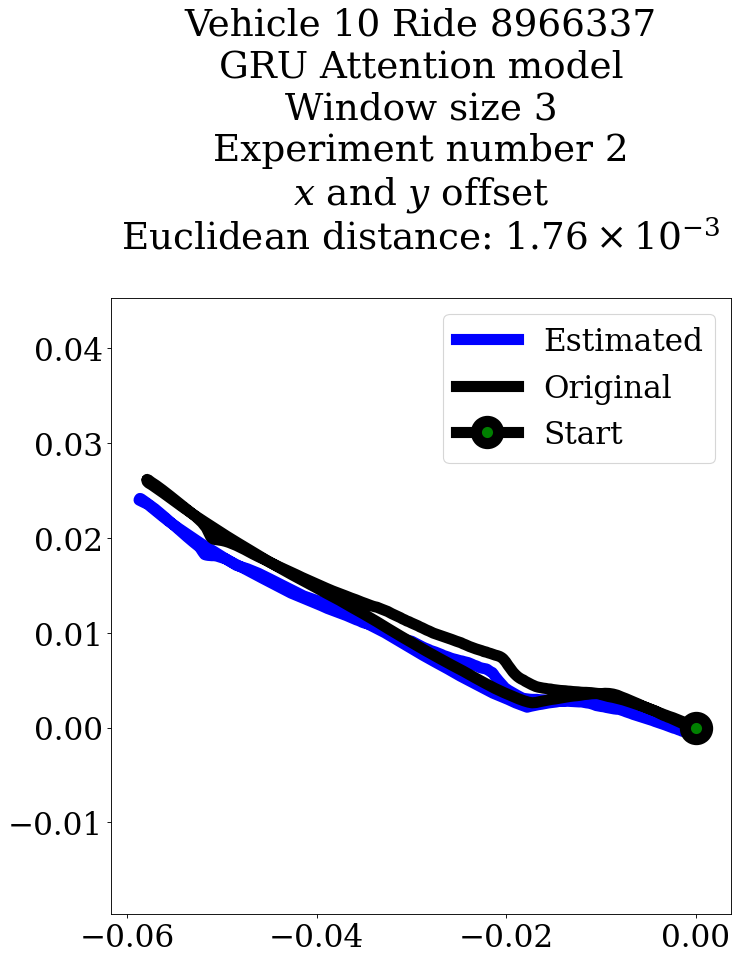 Vehicle 10 Ride 8966337
GRU Attention model
Window size 3
Experiment number 2
x and y offset
Euclidean distance: 1.76 × 10⁻³
Estimated
Original
Start
0.04
0.03
0.02
0.01
0.00
−0.01
−0.06
−0.04
−0.02
0.00